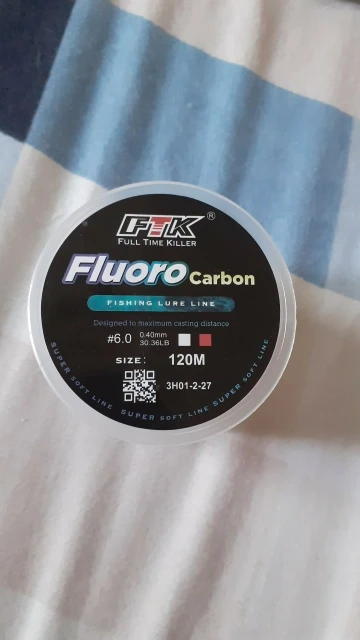 FTK®
FULL TIME KILLER
Fluoro Carbon
FISHING LURE LINE
Designed to maximum casting distance
#6.0 0.40mm
30.36LB
SIZE: 120M
3H01-2-27
SUPER SOFT LINE SUPER SOFT LINE SUPER SOFT LINE